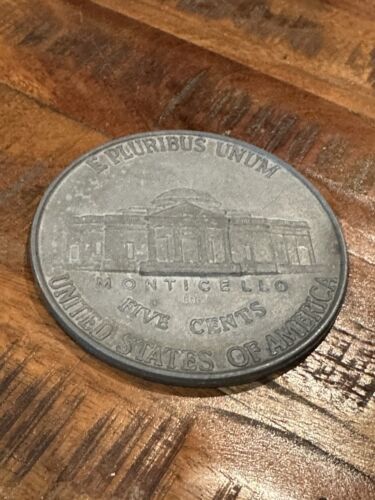 E PLURIBUS UNUM
MONTICELLO
FIVE CENTS
UNITED STATES OF AMERICA